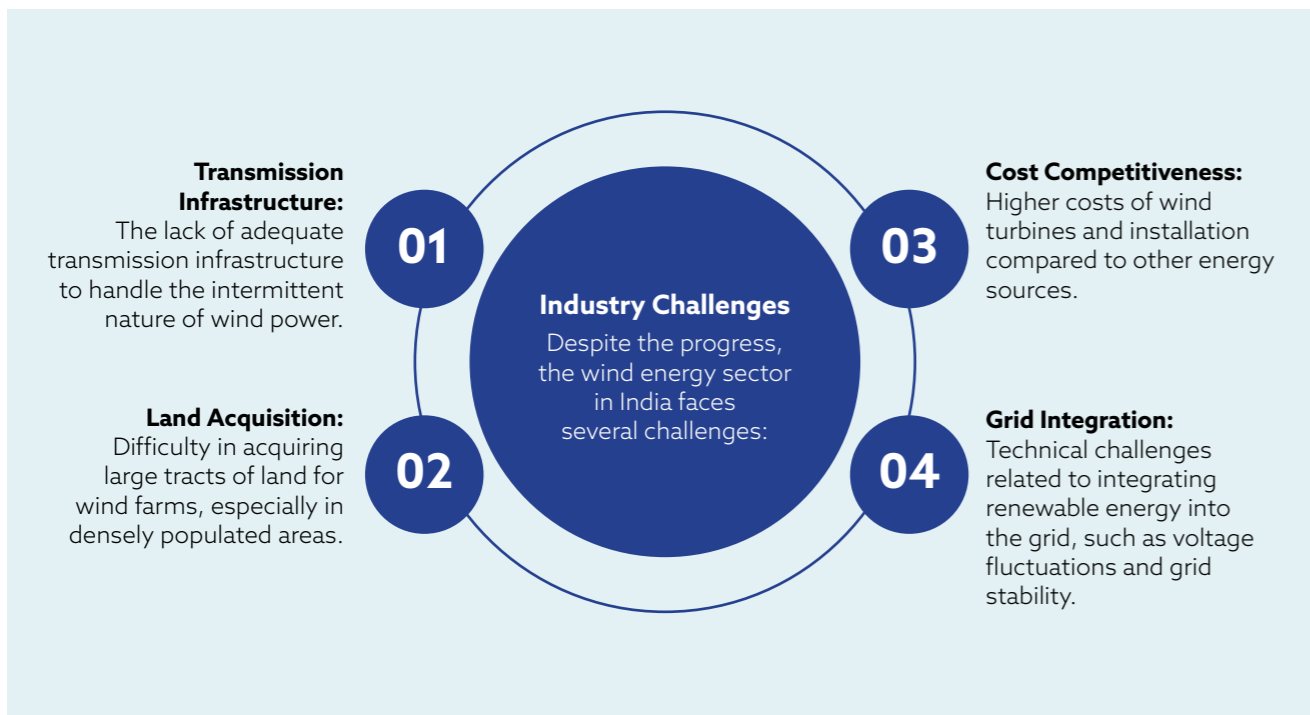 Industry Challenges
Despite the progress,
the wind energy sector
in India faces
several challenges:
01
Transmission
Infrastructure:
The lack of adequate
transmission infrastructure
to handle the intermittent
nature of wind power.
02
Land Acquisition:
Difficulty in acquiring
large tracts of land for
wind farms, especially in
densely populated areas.
03
Cost Competitiveness:
Higher costs of wind
turbines and installation
compared to other energy
sources.
04
Grid Integration:
Technical challenges
related to integrating
renewable energy into
the grid, such as voltage
fluctuations and grid
stability.